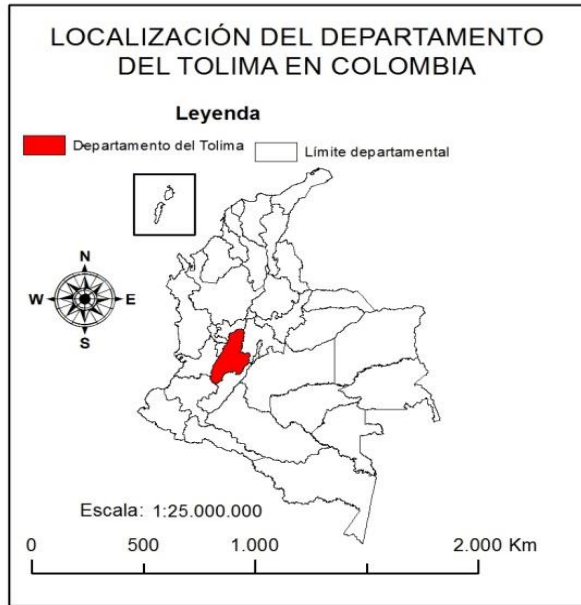 LOCALIZACIÓN DEL DEPARTAMENTO
DEL TOLIMA EN COLOMBIA
Leyenda
Departamento del Tolima
Límite departamental
N
W
E
S
Escala: 1:25.000.000
0 500 1.000 2.000 Km